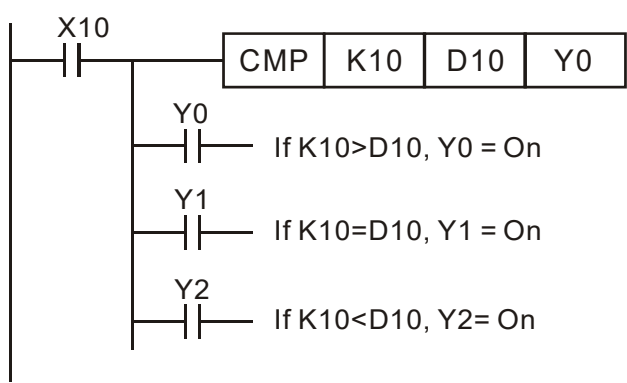 X10
CMP K10 D10 Y0
Y0
If K10>D10, Y0 = On
Y1
If K10=D10, Y1 = On
Y2
If K10<D10, Y2= On